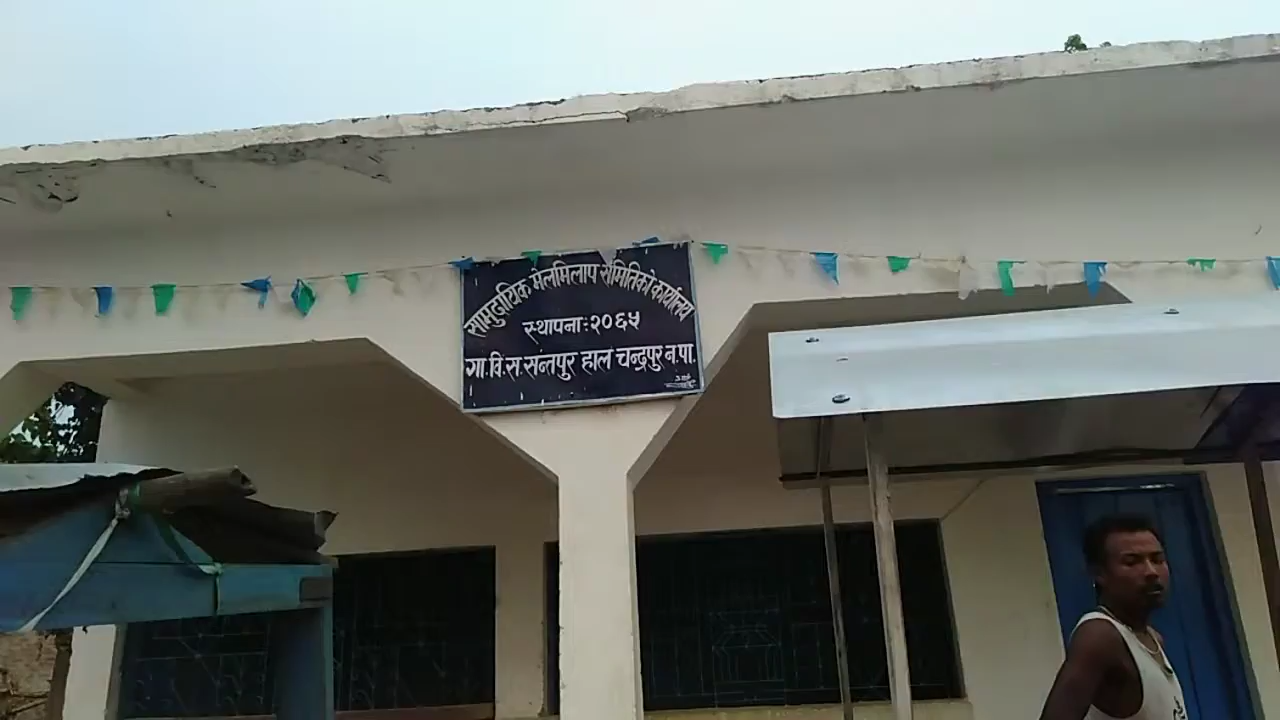 सामुदायिक मेलमिलाप समितिको कार्यालय
स्थापना:२०६५
गा.वि.स.सन्तपुर हाल चन्द्रपुर न.पा.